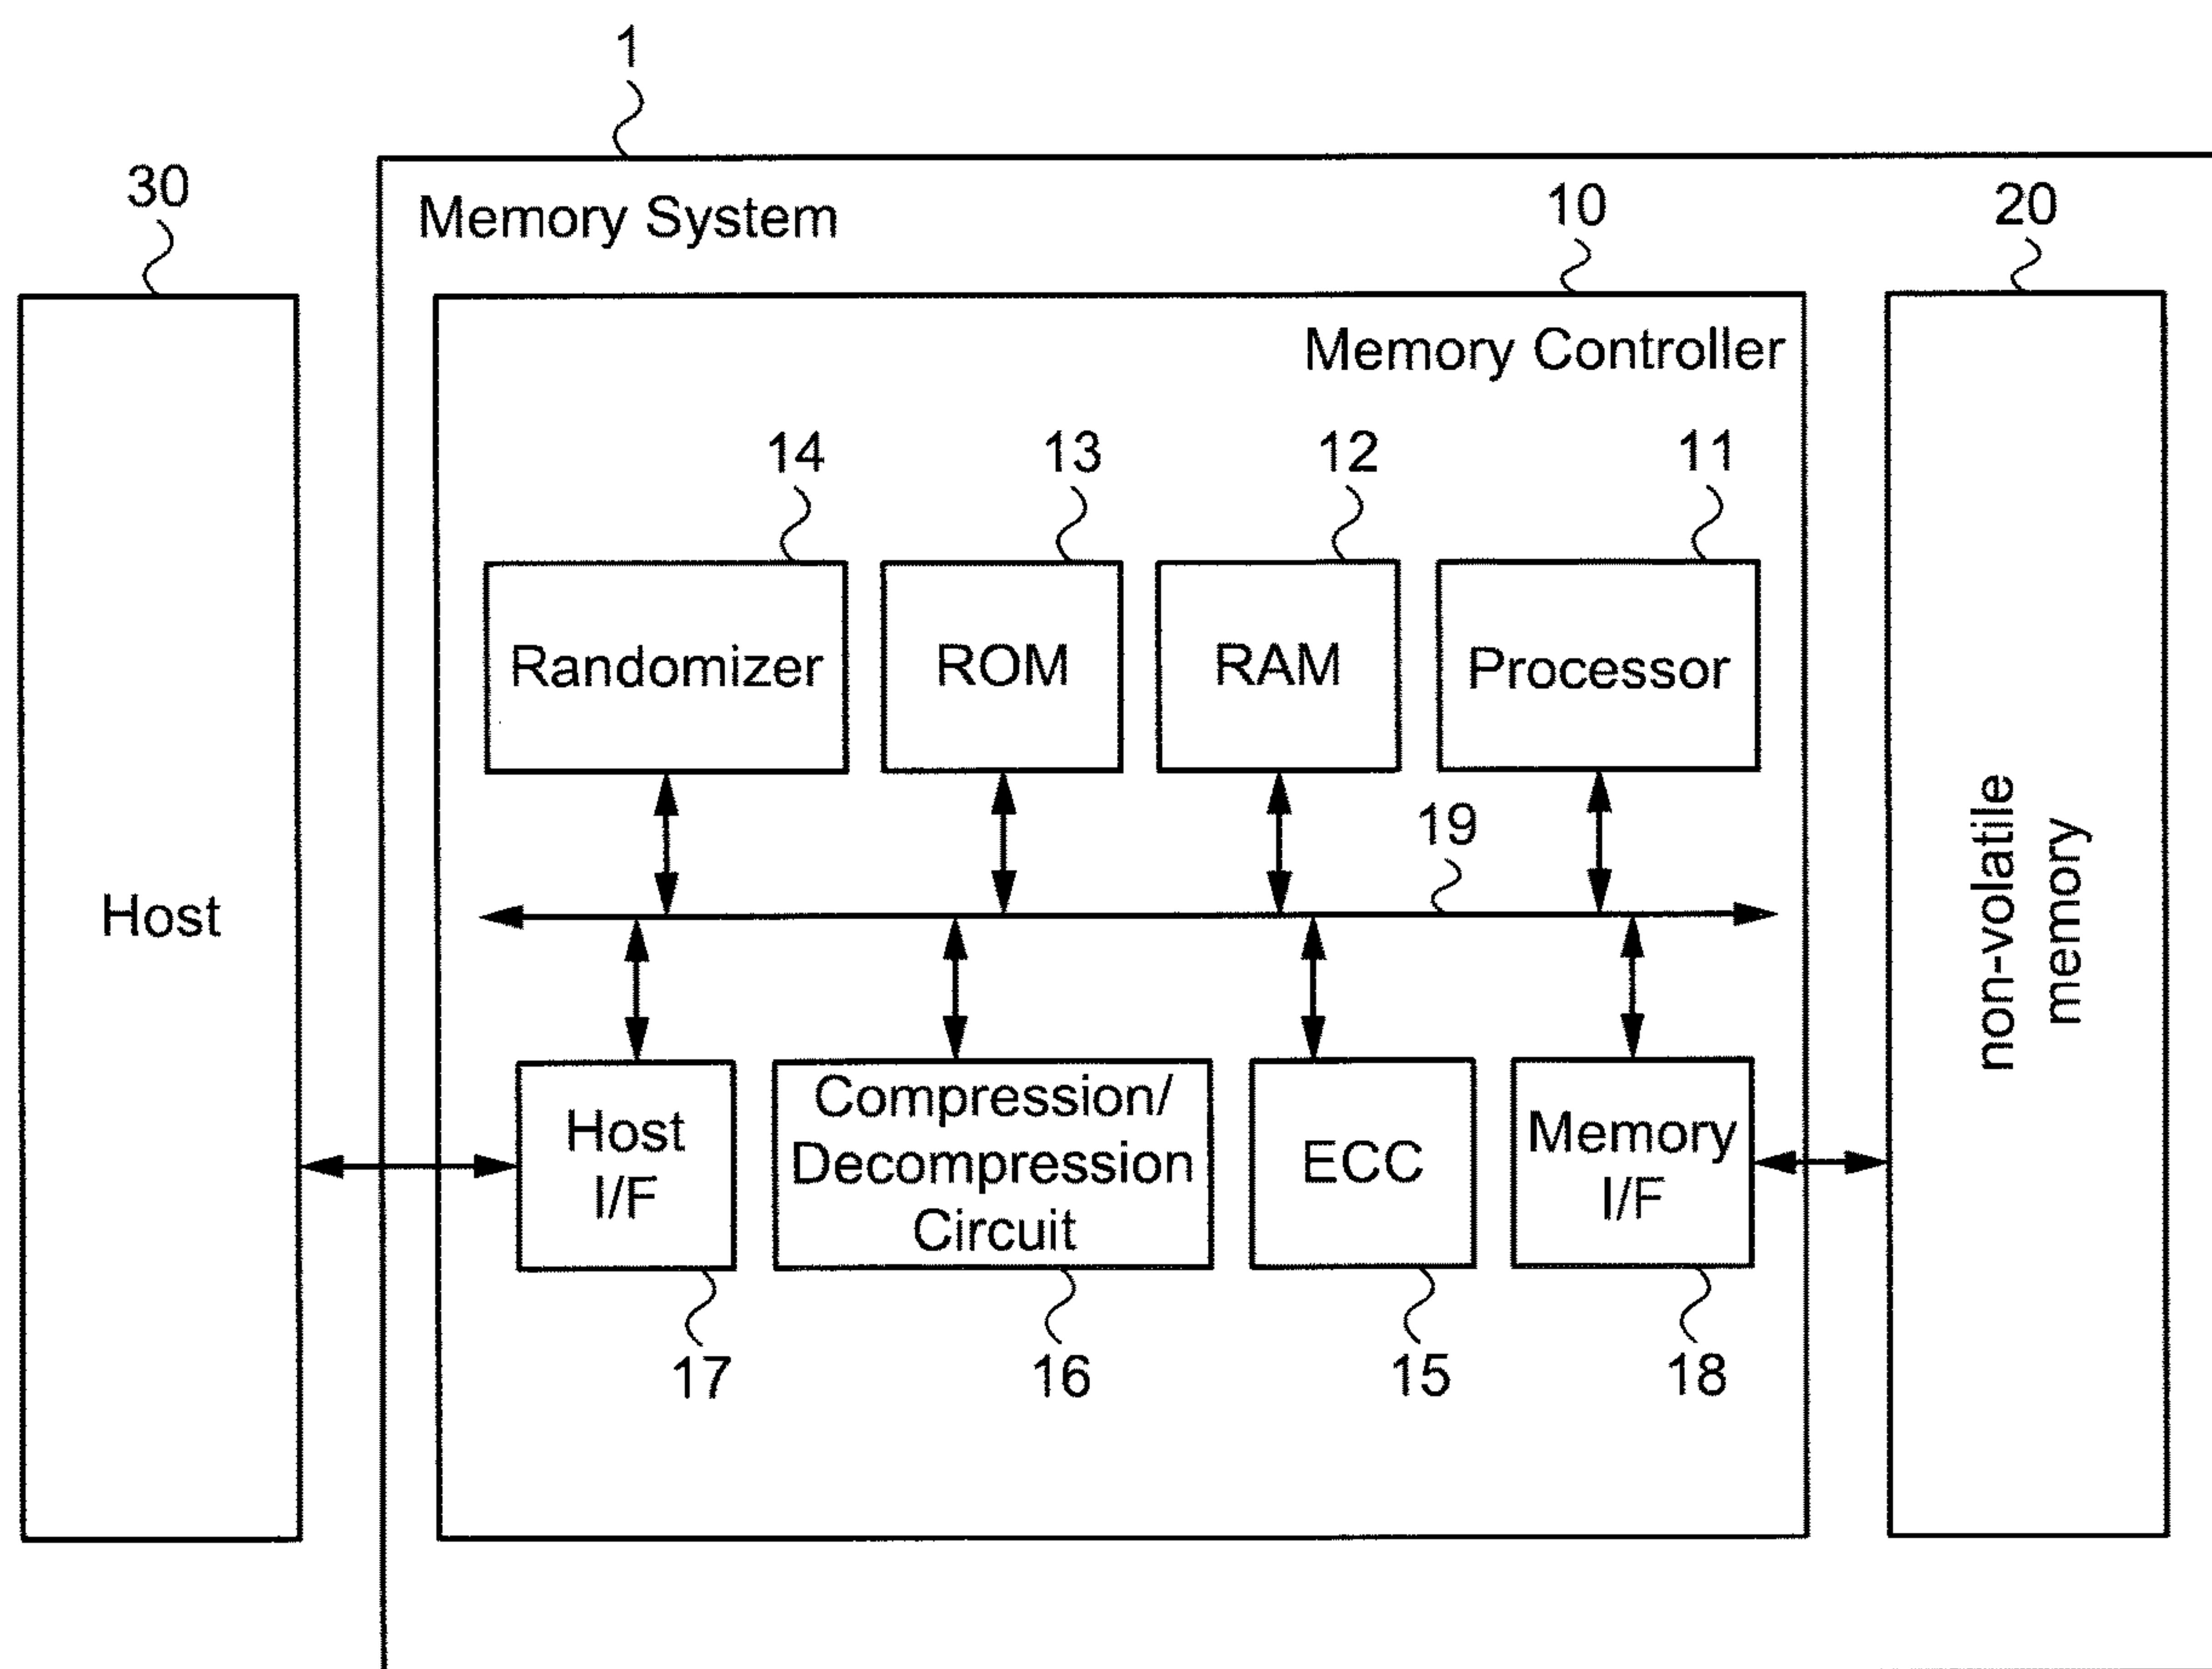 1
30
Memory System
10
20
Memory Controller
14
13
12
11
Randomizer
ROM
RAM
Processor
19
Host
non-volatile
memory
Host
I/F
Compression/
Decompression
Circuit
ECC
Memory
I/F
17
16
15
18